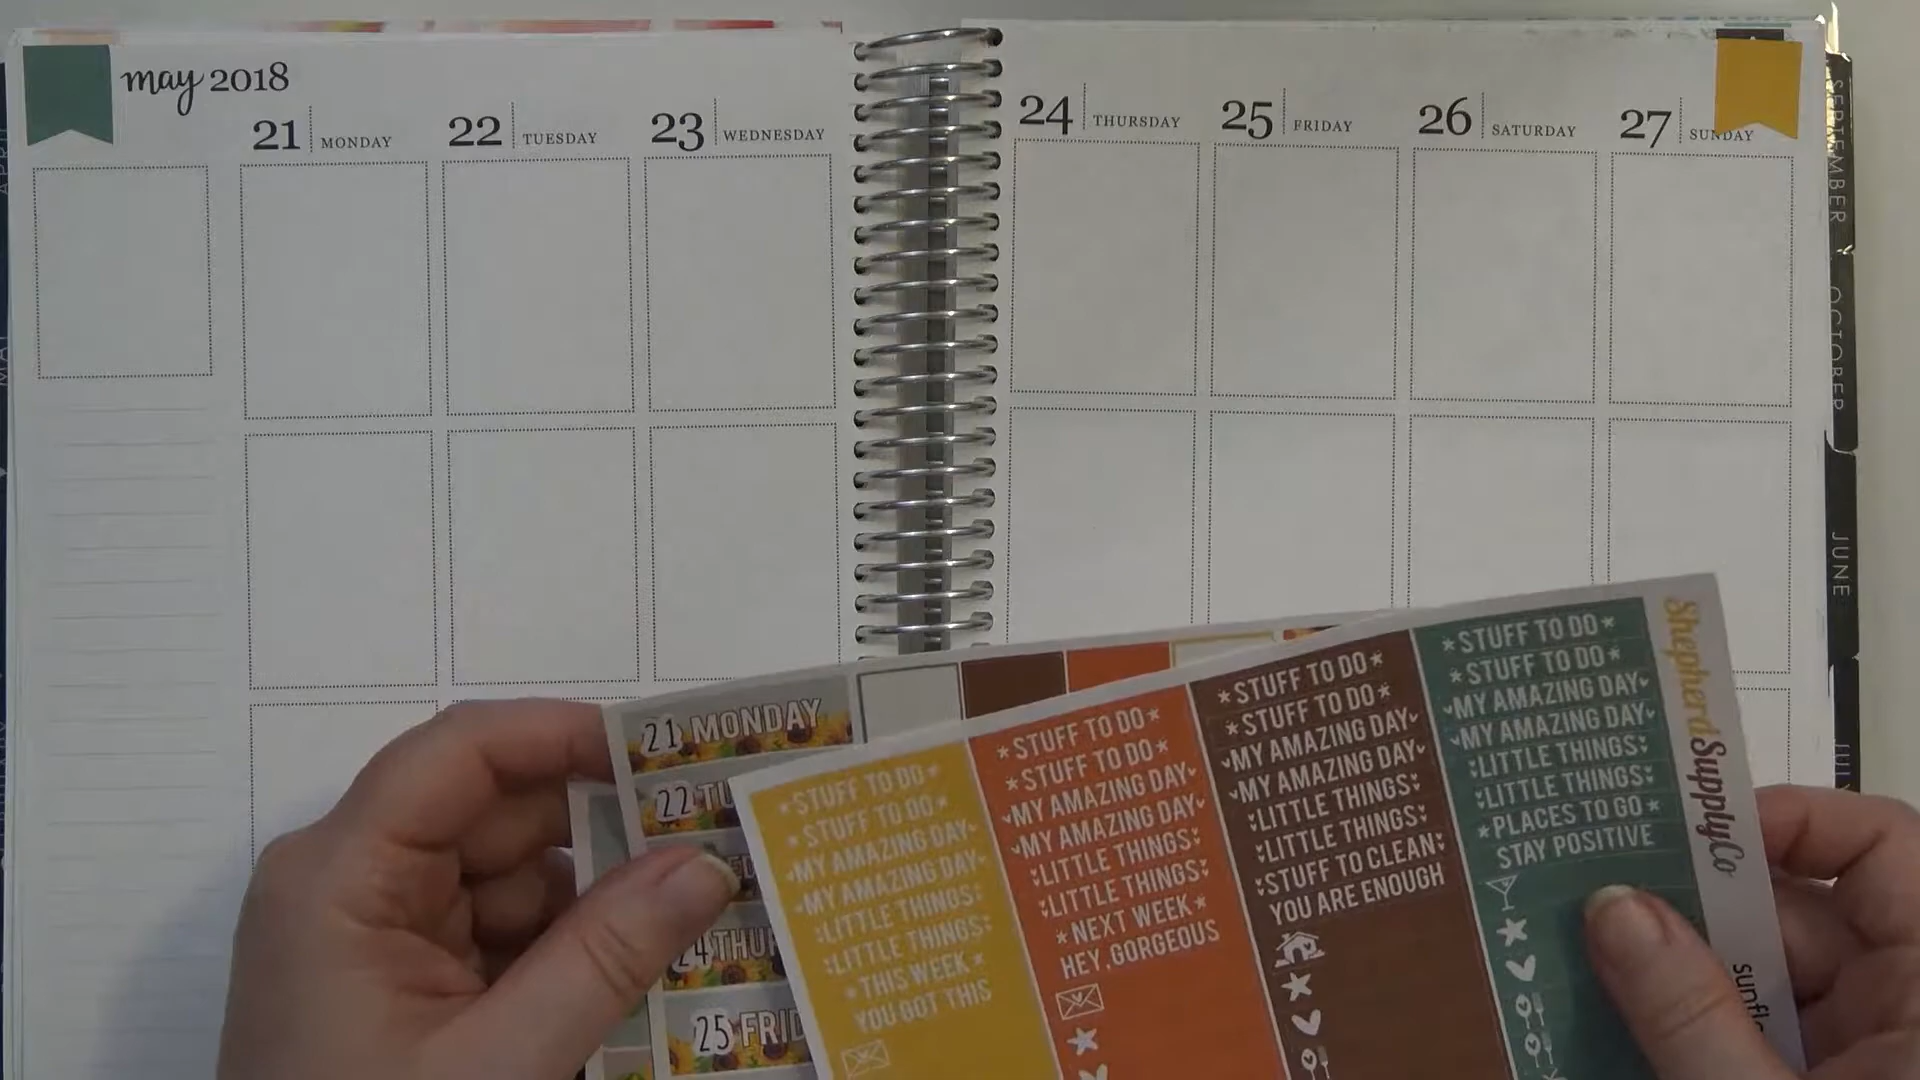 may 2018
21 MONDAY
22 TUESDAY
23 WEDNESDAY
24 THURSDAY
25 FRIDAY
26 SATURDAY
27 SUNDAY
SEPTEMBER
OCTOBER
JUNE
APRIL
21 MONDAY
22 TU
24 THU
25 FRID
STUFF TO DO
STUFF TO DO
MY AMAZING DAY
MY AMAZING DAY
LITTLE THINGS
LITTLE THINGS
THIS WEEK
YOU GOT THIS
STUFF TO DO
STUFF TO DO
MY AMAZING DAY
MY AMAZING DAY
LITTLE THINGS
LITTLE THINGS
NEXT WEEK
HEY, GORGEOUS
STUFF TO DO
STUFF TO DO
MY AMAZING DAY
MY AMAZING DAY
LITTLE THINGS
LITTLE THINGS
STUFF TO CLEAN
YOU ARE ENOUGH
STUFF TO DO
STUFF TO DO
MY AMAZING DAY
MY AMAZING DAY
LITTLE THINGS
LITTLE THINGS
PLACES TO GO
STAY POSITIVE
ShepherdSupplyCo
sunflo